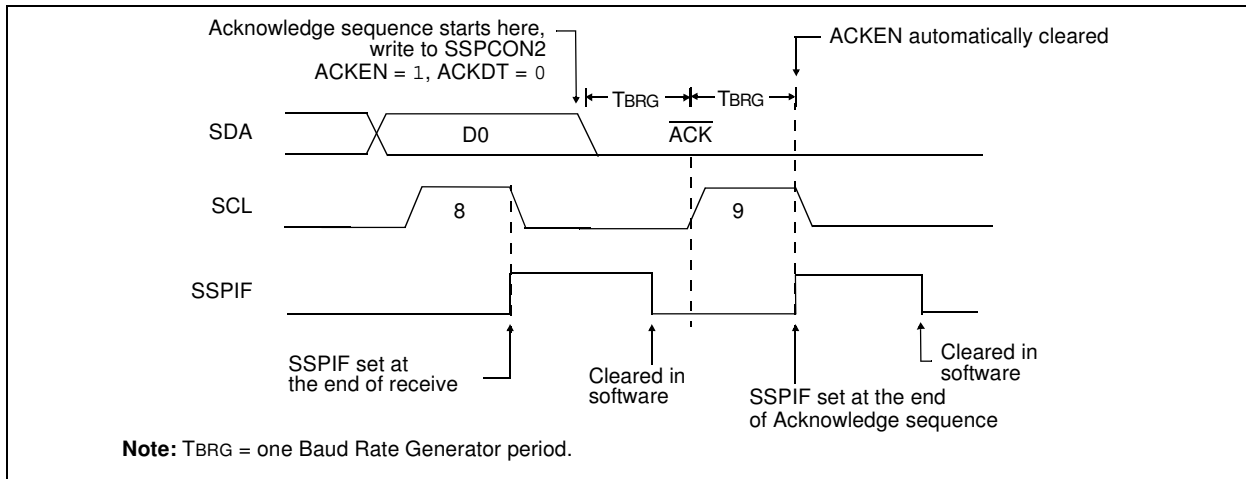 Acknowledge sequence starts here,
write to SSPCON2
ACKEN = 1, ACKDT = 0
ACKEN automatically cleared
TBRG
TBRG
SDA
D0
ACK
SCL
8
9
SSPIF
SSPIF set at
the end of receive
Cleared in
software
SSPIF set at the end
of Acknowledge sequence
Cleared in
software
Note: TBRG = one Baud Rate Generator period.